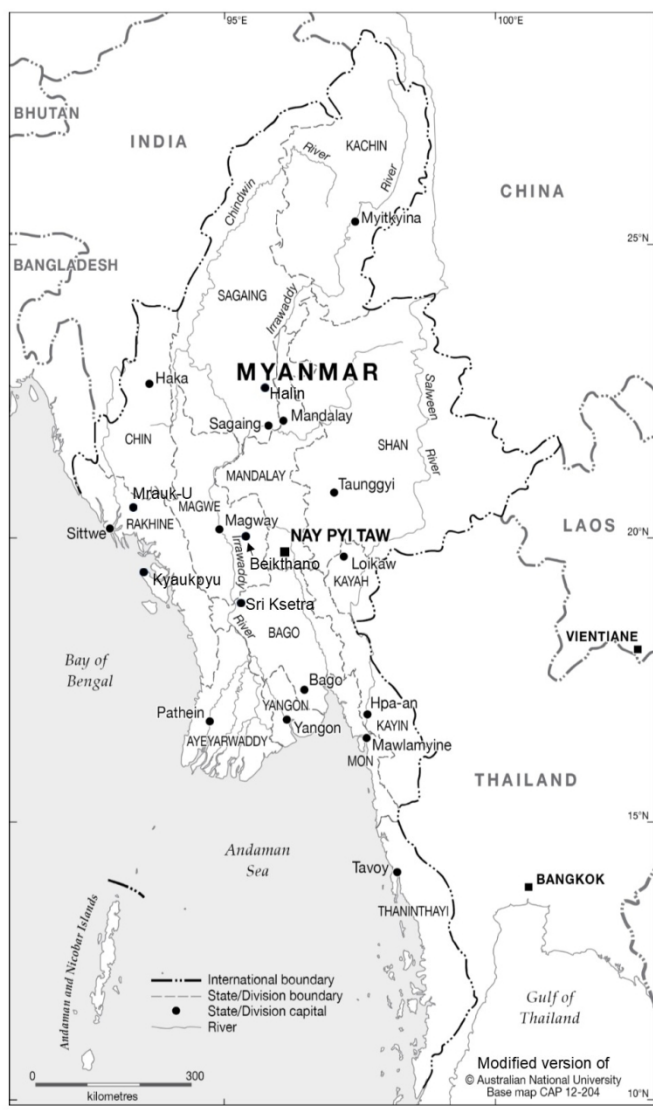 95°E
100°E
BHUTAN
INDIA
CHINA
KACHIN
River
River
Chindwin
Myitkyina
25°N
BANGLADESH
SAGAING
Irrawaddy
MYANMAR
Haka
Halin
Salween
Sagaing
Mandalay
CHIN
SHAN
River
MANDALAY
Taunggyi
Mrauk-U
MAGWE
LAOS
RAKHINE
Sittwe
Magway
NAY PYI TAW
20°N
Irrawaddy
Beikthano
Loikaw
Kyaukpyu
KAYAH
Sri Ksetra
River
BAGO
VIENTIANE
Bay of
Bengal
Bago
Hpa-an
Pathein
YANGON
KAYIN
Yangon
AYEYARWADDY
Mawlamyine
MON
THAILAND
15°N
Andaman
Sea
Tavoy
BANGKOK
THANINTHAYI
Andaman and Nicobar Islands
International boundary
State/Division boundary
State/Division capital
River
Gulf of
Thailand
0
300
kilometres
Modified version of
© Australian National University
Base map CAP 12-204
10°N